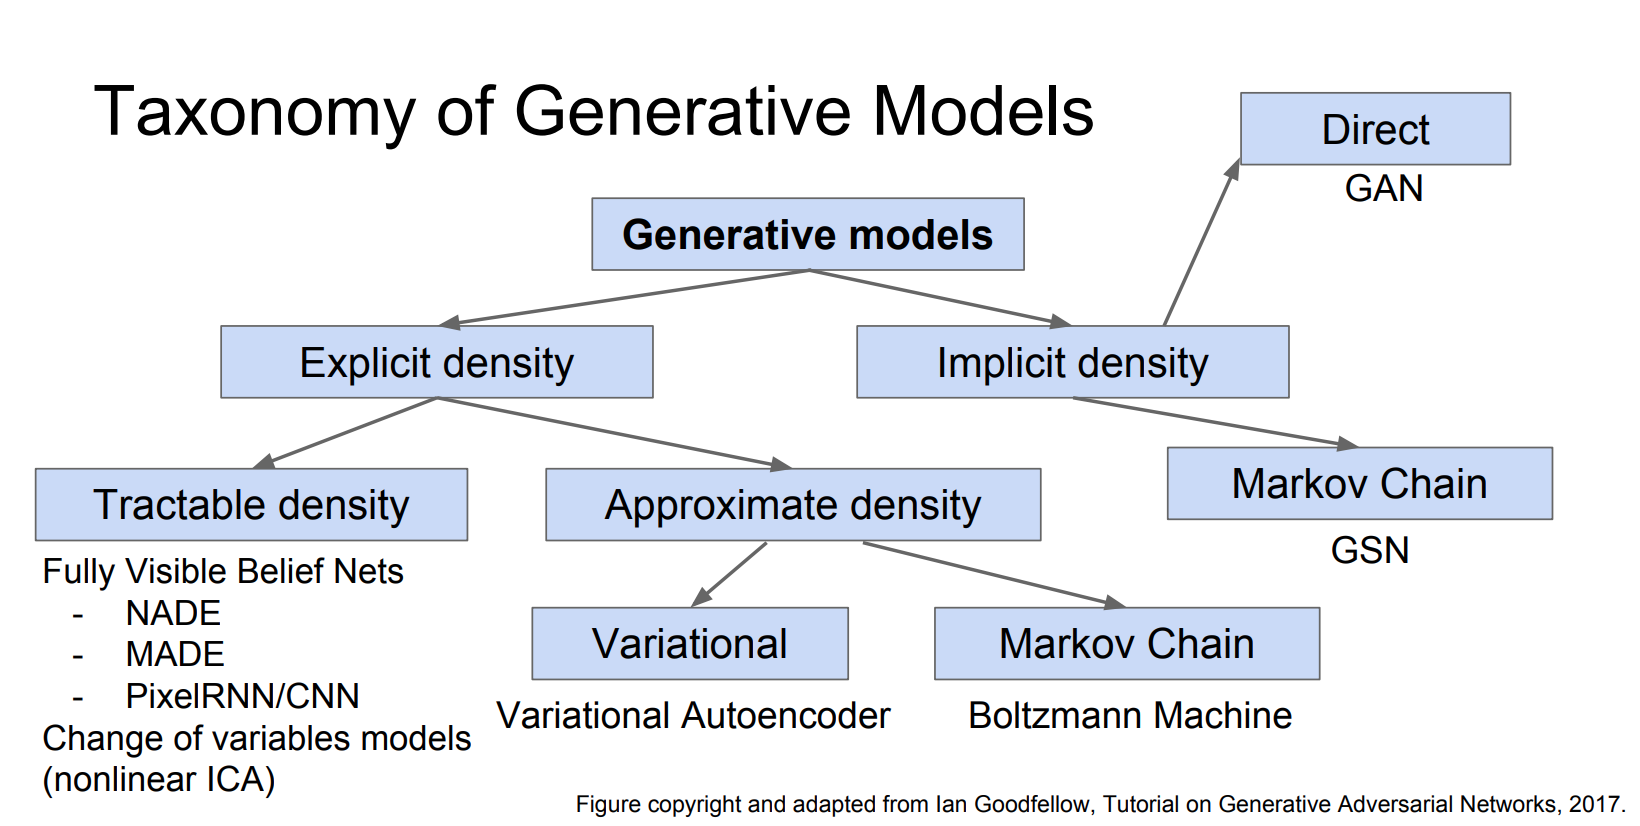 Taxonomy of Generative Models
Direct
GAN
Generative models
Explicit density
Implicit density
Tractable density
Approximate density
Markov Chain
GSN
Fully Visible Belief Nets
- NADE
- MADE
- PixelRNN/CNN
Change of variables models
(nonlinear ICA)
Variational
Markov Chain
Variational Autoencoder
Boltzmann Machine
Figure copyright and adapted from Ian Goodfellow, Tutorial on Generative Adversarial Networks, 2017.